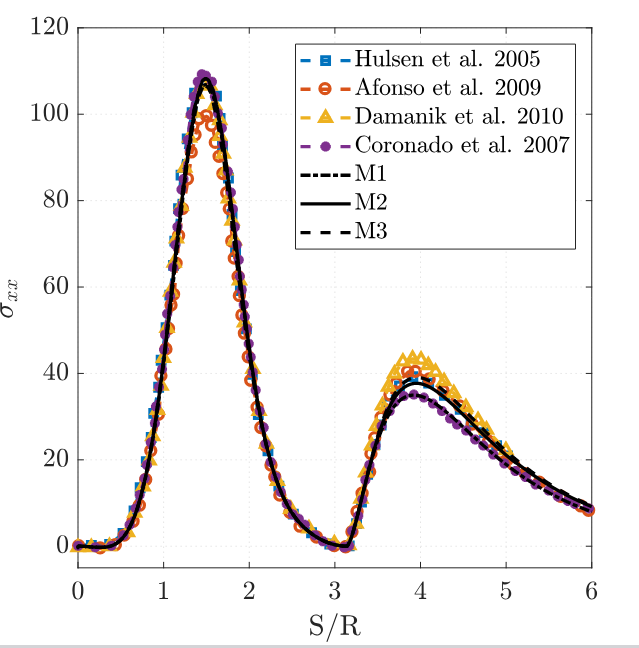 120
100
80
60
40
20
0
σxx
Hulsen et al. 2005
Afonso et al. 2009
Damanik et al. 2010
Coronado et al. 2007
M1
M2
M3
0 1 2 3 4 5 6
S/R